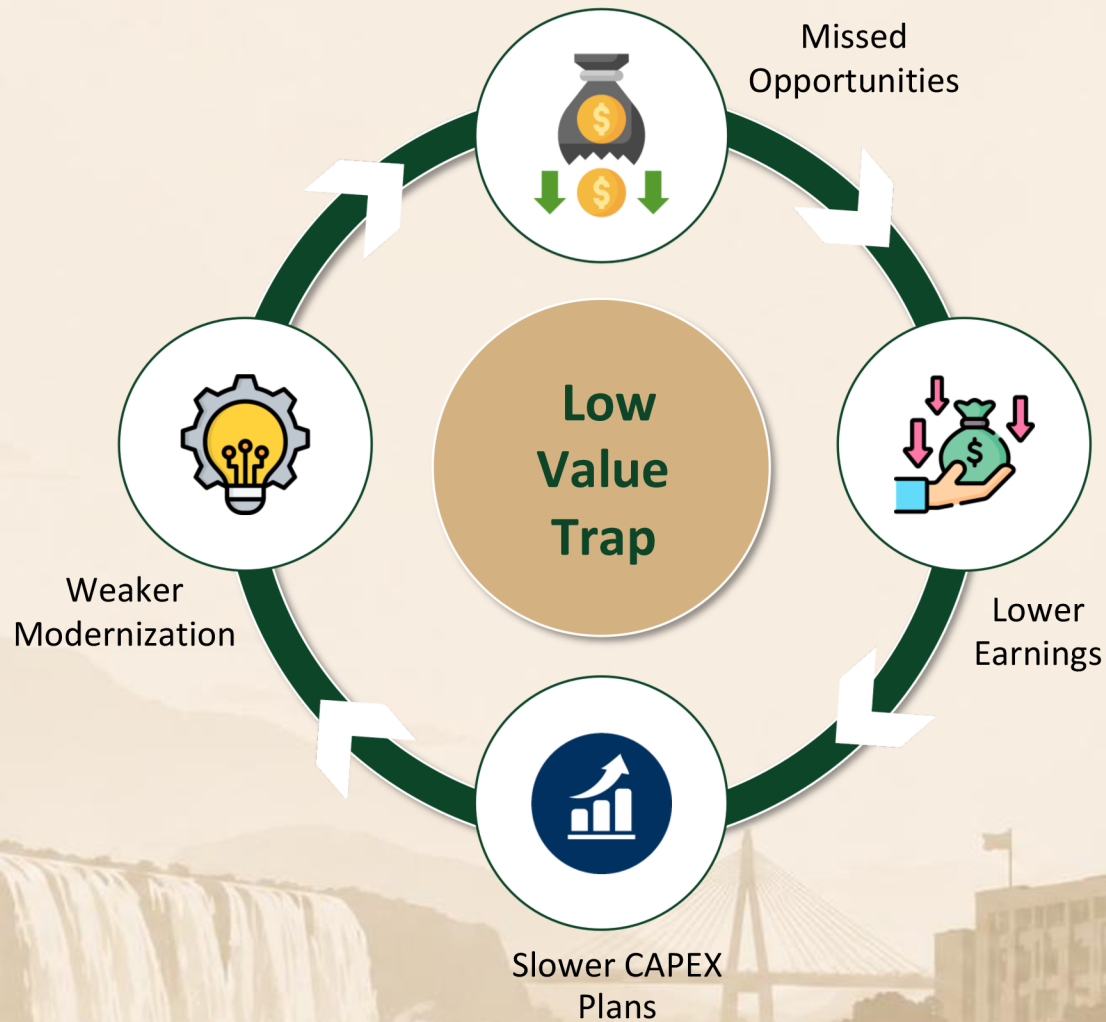 Missed
Opportunities
Low
Value
Trap
Weaker
Modernization
Lower
Earnings
Slower CAPEX
Plans
$
$
$